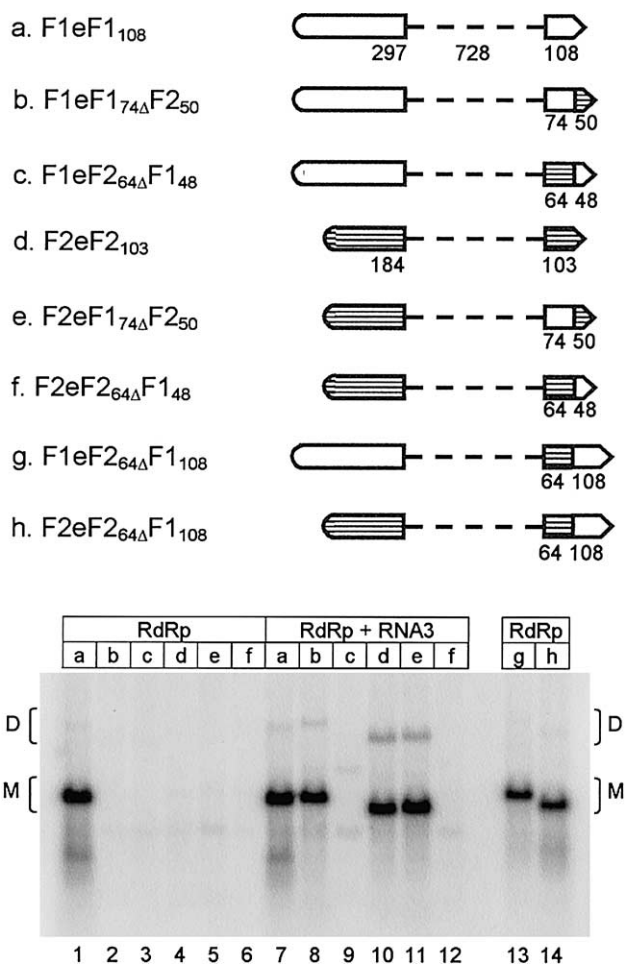 a. F1eF1₁₀₈
297 728 108
b. F1eF1₇₄ΔF2₅₀
74 50
c. F1eF2₆₄ΔF1₄₈
64 48
d. F2eF2₁₀₃
184 103
e. F2eF1₇₄ΔF2₅₀
74 50
f. F2eF2₆₄ΔF1₄₈
64 48
g. F1eF2₆₄ΔF1₁₀₈
64 108
h. F2eF2₆₄ΔF1₁₀₈
64 108
RdRp RdRp + RNA3 RdRp
a b c d e f a b c d e f g h
D D
M M
1 2 3 4 5 6 7 8 9 10 11 12 13 14